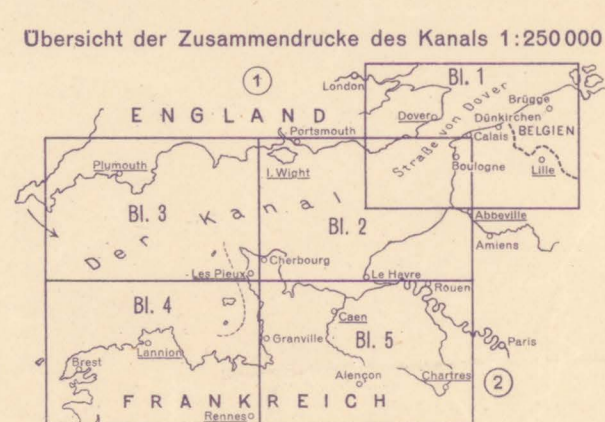 Übersicht der Zusammendrucke des Kanals 1:250 000
1
Bl. 1
London
Brügge
ENGLAND
Dover
Straße von Dover
Dünkirchen
BELGIEN
Calais
Portsmouth
Plymouth
I. Wight
Boulogne
Lille
Bl. 3
Der Kanal
Bl. 2
Abbeville
Amiens
Cherbourg
Les Pieux
Le Havre
Rouen
Bl. 4
Caen
Granville
Bl. 5
Paris
Lannion
Brest
Alençon
Chartres
2
FRANKREICH
Rennes